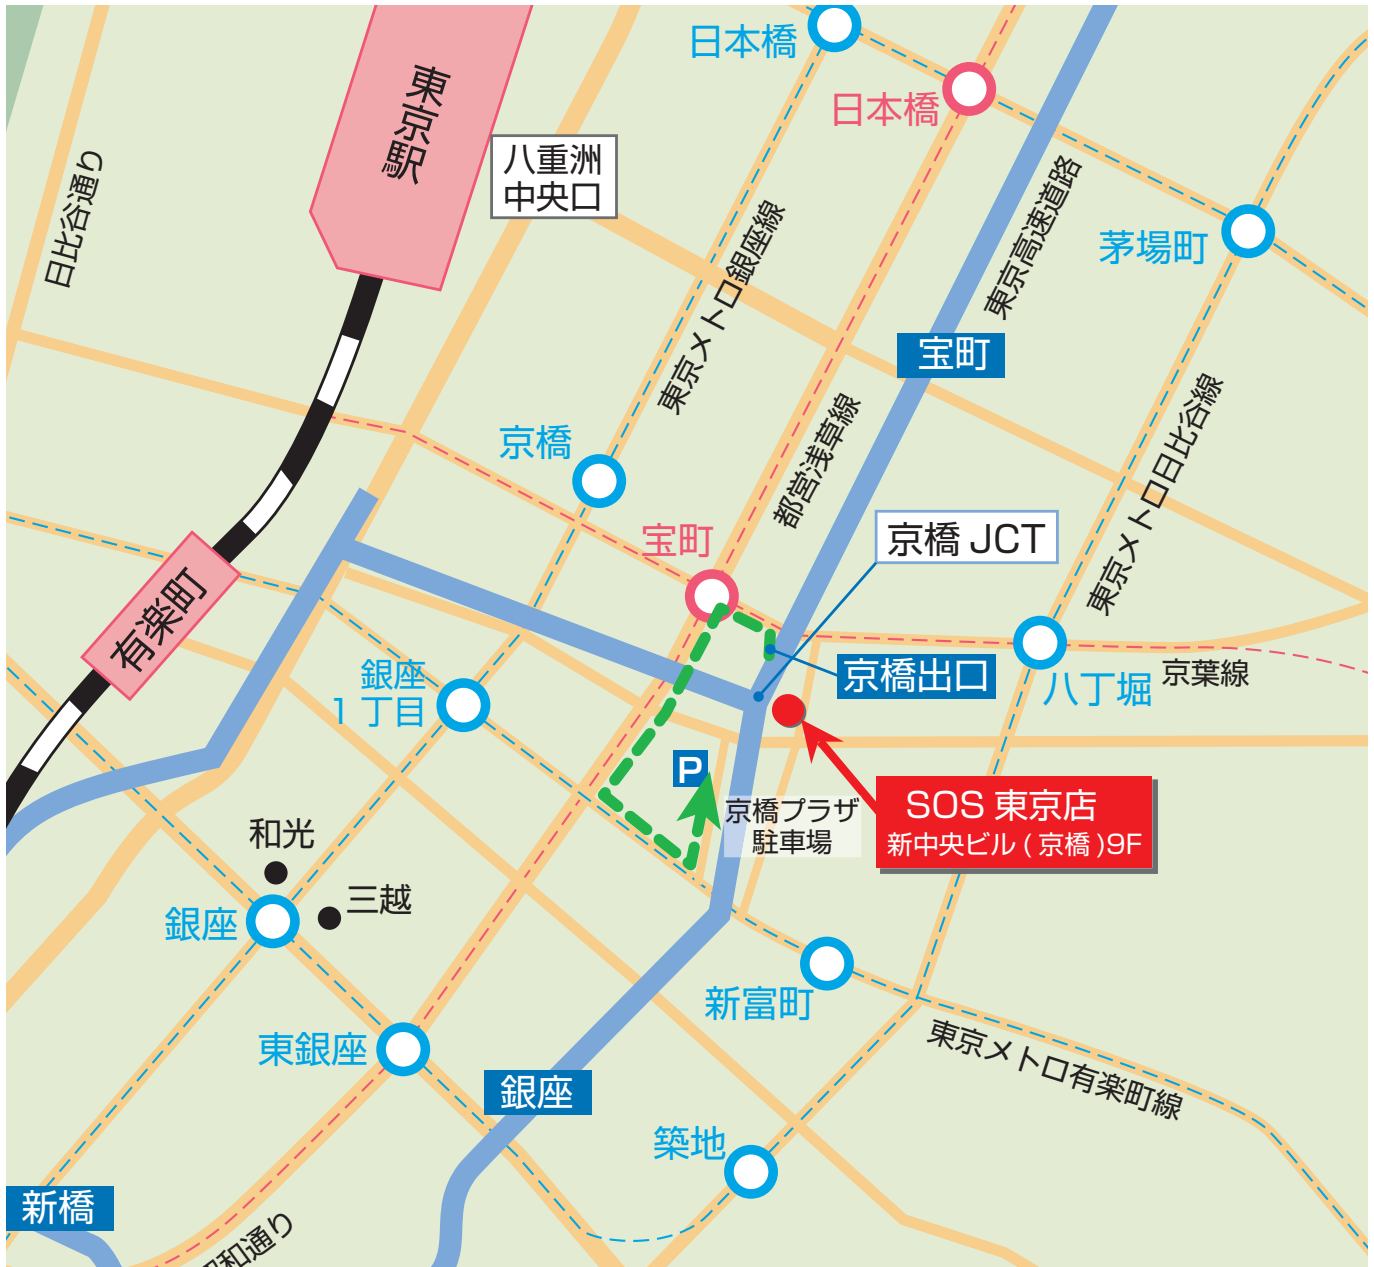 日本橋
日本橋
東京駅
八重洲
中央口
日比谷通り
東京メトロ銀座線
東京高速道路
茅場町
宝町
京橋
都営浅草線
東京メトロ日比谷線
宝町
京橋 JCT
有楽町
銀座
1 丁目
京橋出口
八丁堀
京葉線
P
京橋プラザ
駐車場
SOS 東京店
新中央ビル ( 京橋 )9F
和光
三越
銀座
新富町
東銀座
東京メトロ有楽町線
銀座
築地
新橋
昭和通り